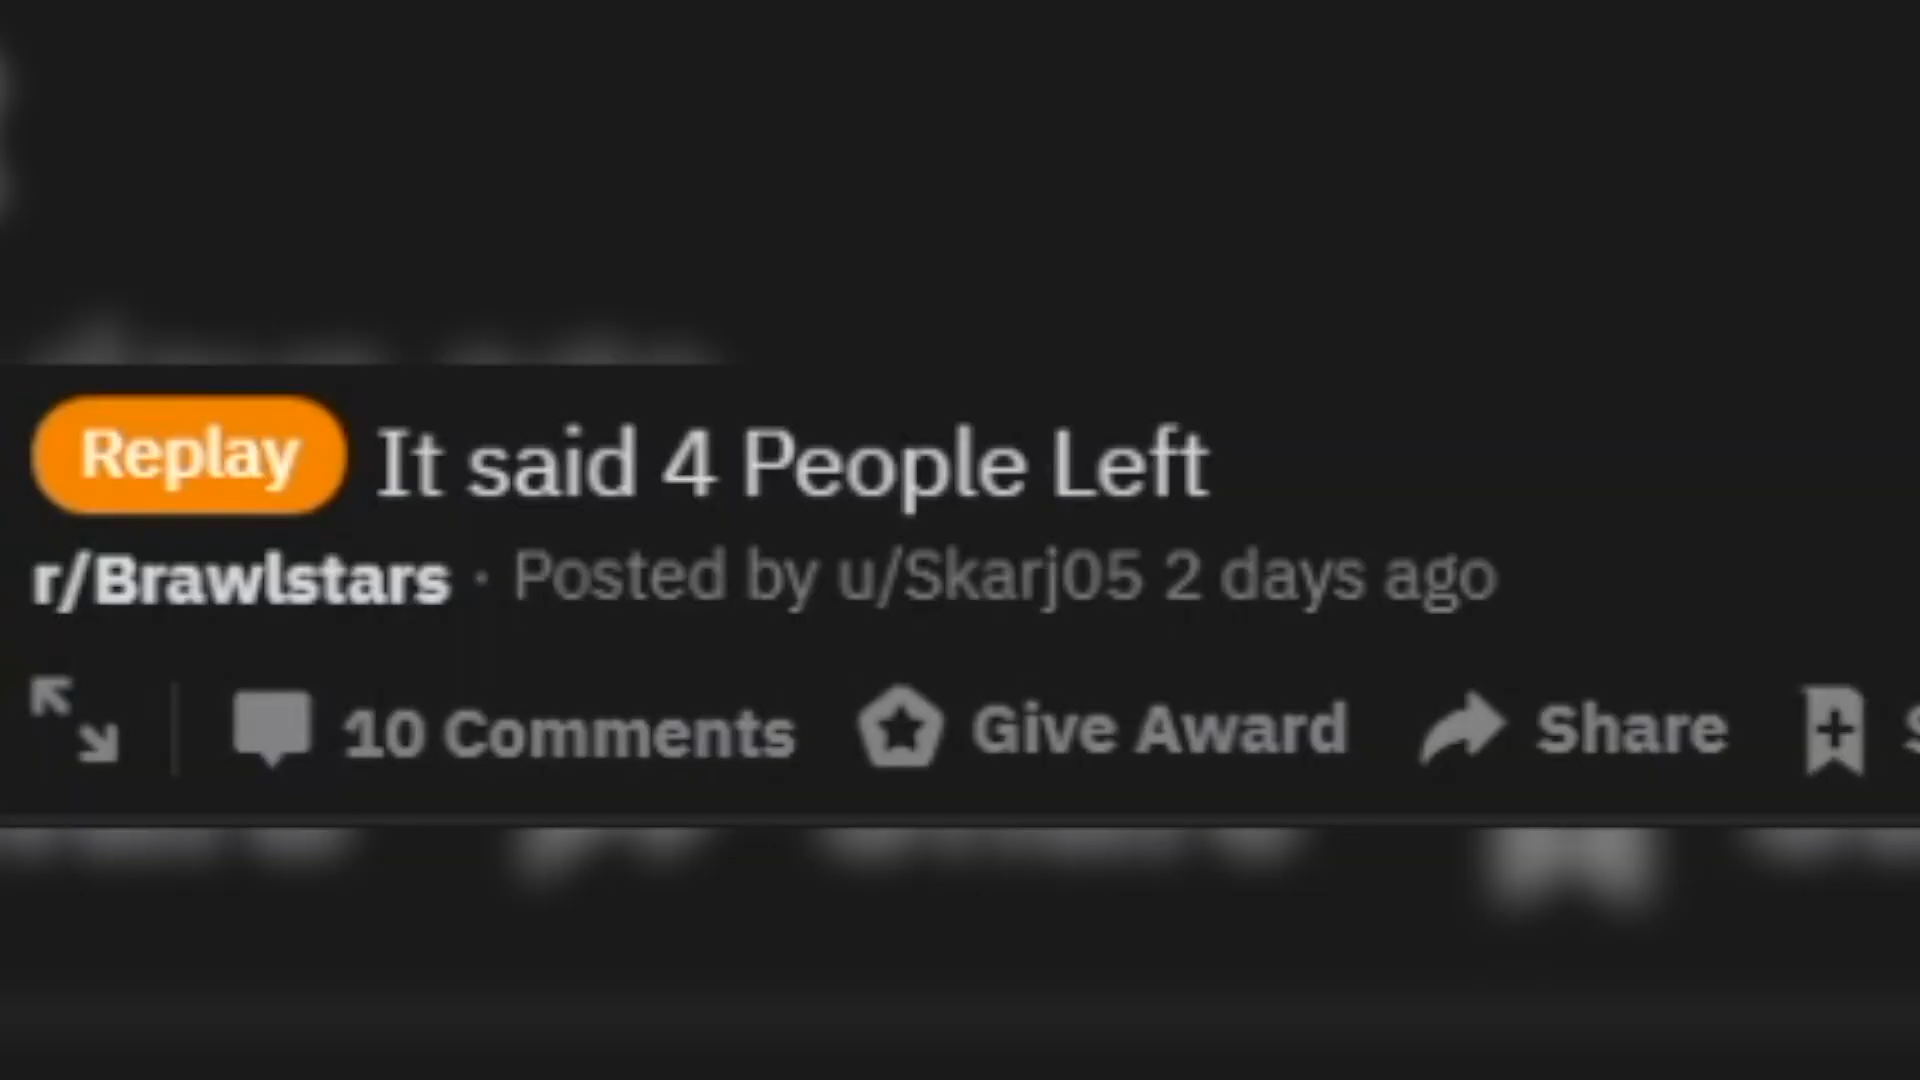 Replay It said 4 People Left
r/Brawlstars · Posted by u/Skarj05 2 days ago
10 Comments Give Award Share